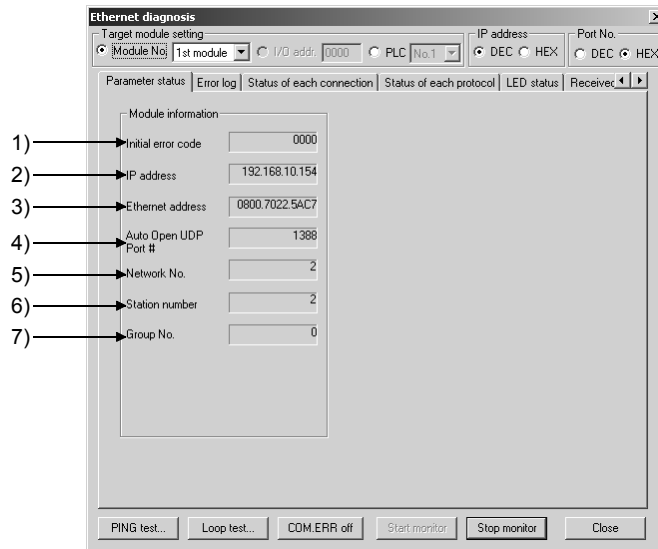 Ethernet diagnosis
Target module setting
Module No. 1st module I/O addr. 0000 PLC No.1
IP address
DEC HEX
Port No.
DEC HEX
Parameter status Error log Status of each connection Status of each protocol LED status Received
Module information
1) Initial error code 0000
2) IP address 192.168.10.154
3) Ethernet address 0800.7022.5AC7
4) Auto Open UDP
Port # 1388
5) Network No. 2
6) Station number 2
7) Group No. 0
PING test... Loop test... COM.ERR off Start monitor Stop monitor Close